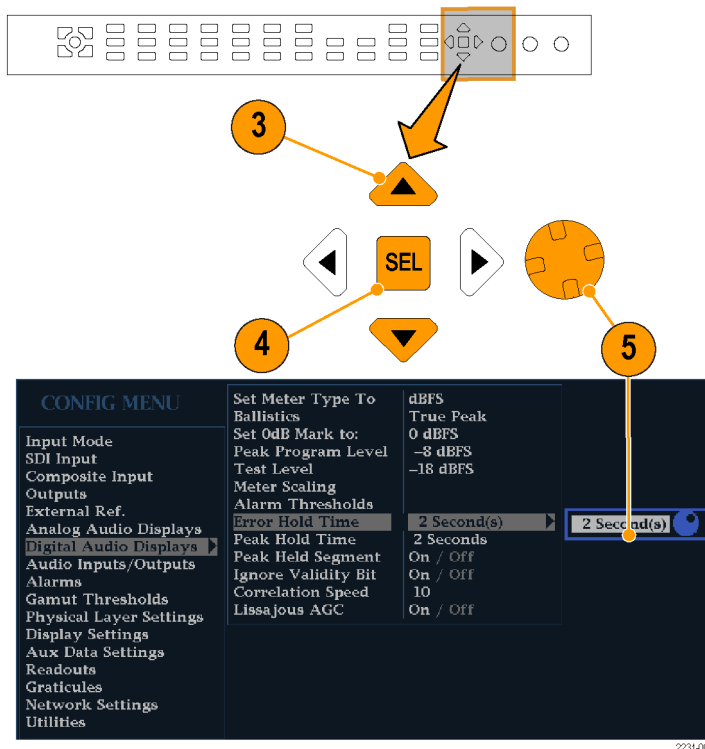 3
SEL
4
5
CONFIG MENU
Input Mode
SDI Input
Composite Input
Outputs
External Ref.
Analog Audio Displays
Digital Audio Displays
Audio Inputs/Outputs
Alarms
Gamut Thresholds
Physical Layer Settings
Display Settings
Aux Data Settings
Readouts
Graticules
Network Settings
Utilities
Set Meter Type To dBFS
Ballistics True Peak
Set 0dB Mark to: 0 dBFS
Peak Program Level –8 dBFS
Test Level –18 dBFS
Meter Scaling
Alarm Thresholds
Error Hold Time 2 Second(s)
Peak Hold Time 2 Seconds
Peak Held Segment On / Off
Ignore Validity Bit On / Off
Correlation Speed 10
Lissajous AGC On / Off
2 Second(s)